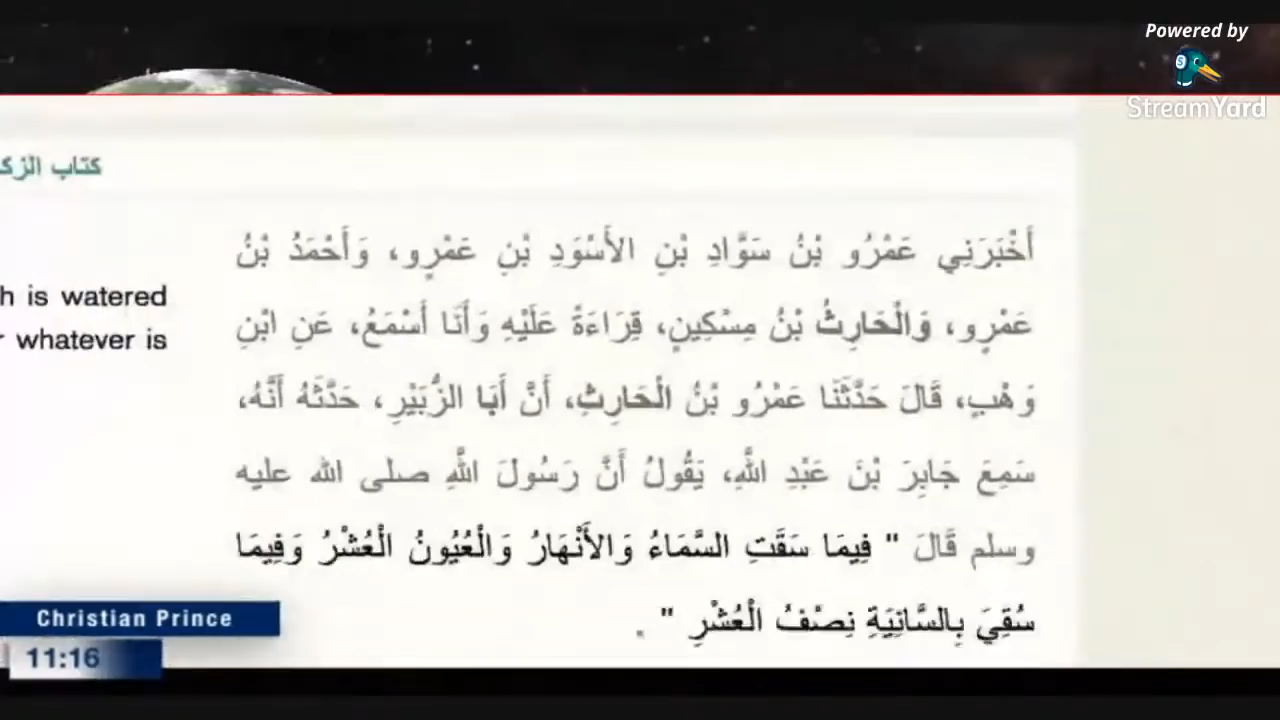 Powered by
StreamYard
كتاب الزك
أَخْبَرَنِي عَمْرُو بْنُ سَوَّادِ بْنِ الأَسْوَدِ بْنِ عَمْرٍو، وَأَحْمَدُ بْنُ
h is watered
عَمْرٍو، وَالْحَارِثُ بْنُ مِسْكِينٍ، قِرَاءَةً عَلَيْهِ وَأَنَا أَسْمَعُ، عَنِ ابْنِ
r whatever is
وَهْبٍ، قَالَ حَدَّثَنَا عَمْرُو بْنُ الْحَارِثِ، أَنَّ أَبَا الزُّبَيْرِ، حَدَّثَهُ أَنَّهُ،
سَمِعَ جَابِرَ بْنَ عَبْدِ اللَّهِ، يَقُولُ أَنَّ رَسُولَ اللَّهِ صلى الله عليه
وسلم قَالَ ‏"‏ فِيمَا سَقَتِ السَّمَاءُ وَالأَنْهَارُ وَالْعُيُونُ الْعُشْرُ وَفِيمَا
سُقِيَ بِالسَّانِيَةِ نِصْفُ الْعُشْرِ ‏"‏ ‏.‏
Christian Prince
11:16